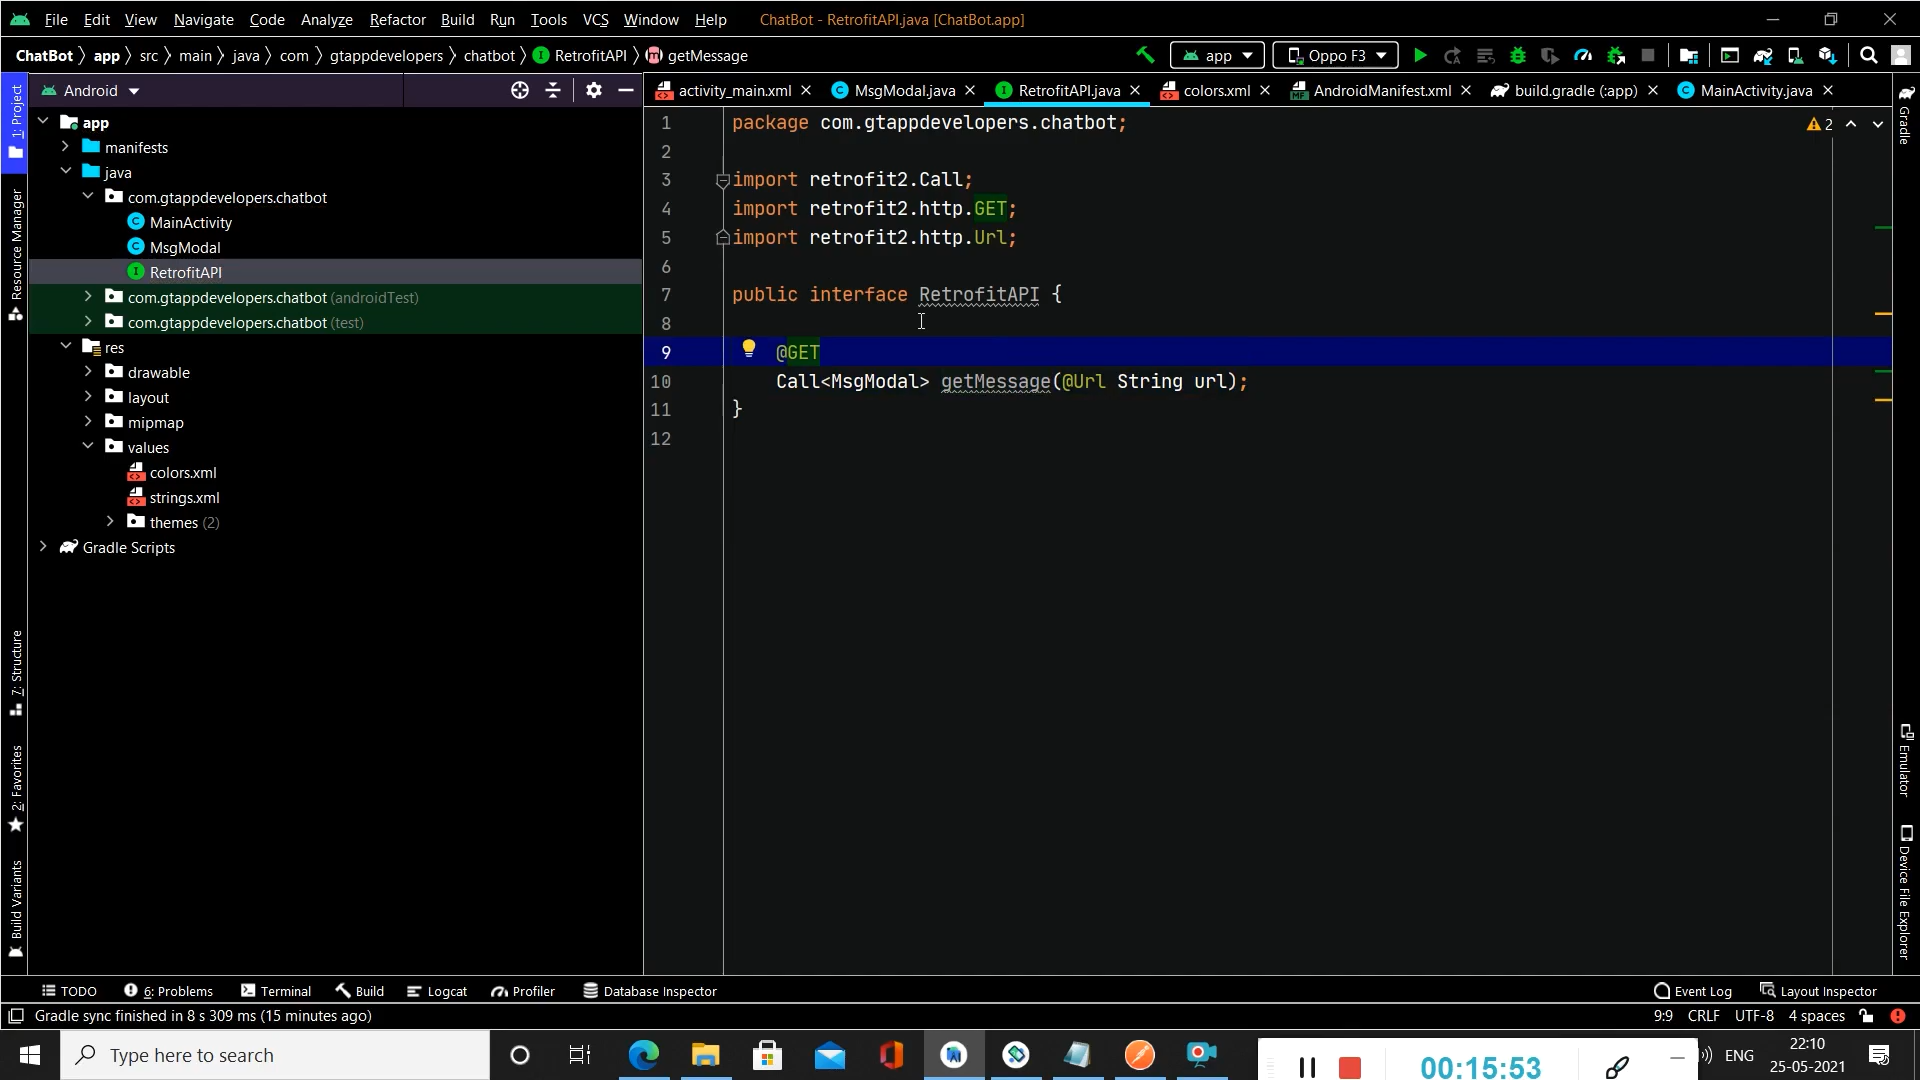 File Edit View Navigate Code Analyze Refactor Build Run Tools VCS Window Help ChatBot - RetrofitAPI.java [ChatBot.app]
ChatBot app src main java com gtappdevelopers chatbot RetrofitAPI getMessage app Oppo F3
Android
activity_main.xml MsgModal.java RetrofitAPI.java colors.xml AndroidManifest.xml build.gradle (:app) MainActivity.java
1: Project
Resource Manager
7: Structure
2: Favorites
Build Variants
app
manifests
java
com.gtappdevelopers.chatbot
MainActivity
MsgModal
RetrofitAPI
com.gtappdevelopers.chatbot (androidTest)
com.gtappdevelopers.chatbot (test)
res
drawable
layout
mipmap
values
colors.xml
strings.xml
themes (2)
Gradle Scripts
1 package com.gtappdevelopers.chatbot;
2
3 import retrofit2.Call;
4 import retrofit2.http.GET;
5 import retrofit2.http.Url;
6
7 public interface RetrofitAPI {
8
9 @GET
10 Call<MsgModal> getMessage(@Url String url);
11 }
12
2
Gradle
Emulator
Device File Explorer
TODO 6: Problems Terminal Build Logcat Profiler Database Inspector Event Log Layout Inspector
Gradle sync finished in 8 s 309 ms (15 minutes ago) 9:9 CRLF UTF-8 4 spaces
Type here to search
00:15:53
ENG
22:10
25-05-2021